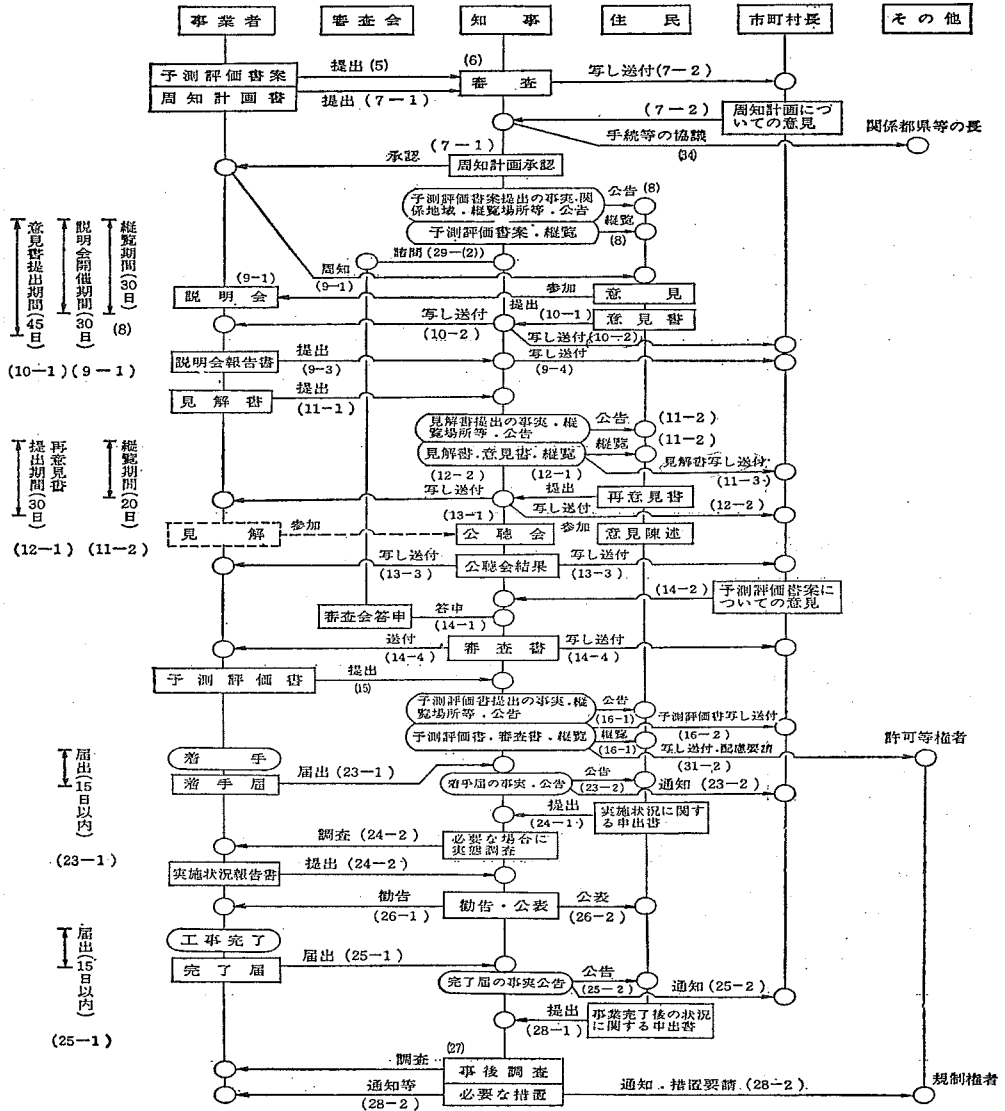 事業者
審査会
知事
住民
市町村長
その他
予測評価書案
提出(5)
(6)
審査
写し送付(7-2)
周知計画書
提出(7-1)
(7-2)
周知計画につ
いての意見
手続等の協議
(34)
関係都県等の長
(7-1)
承認
周知計画承認
予測評価書案提出の事実・関
係地域・縦覧場所等・公告
公告(8)
予測評価書案・縦覧
縦覧
(8)
諮問(29-(2))
周知
(9-1)
(9-1)
説明会
参加
意見
提出
(10-1)
意見書
写し送付
(10-2)
写し送付(10-2)
説明会報告書
提出
(9-3)
写し送付
(9-4)
見解書
提出
(11-1)
意見書提出期間(45日)
(10-1)
説明会開催期間(30日)
(9-1)
縦覧期間(30日)
(8)
見解書提出の事実・縦
覧場所等・公告
公告
(11-2)
見解書・意見書・縦覧
縦覧
(11-2)
見解書写し送付
(11-3)
(12-2)
(12-1)
写し送付
提出
再意見書
写し送付
(12-2)
再意見書
提出期間(30日)
(12-1)
縦覧期間(20日)
(11-2)
見解
参加
(13-1)
公聴会
参加
意見陳述
写し送付
(13-3)
公聴会結果
写し送付
(13-3)
(14-2)
予測評価書案に
ついての意見
審査会答申
答申
(14-1)
送付
(14-4)
審査書
写し送付
(14-4)
予測評価書
提出
(15)
予測評価書提出の事実・縦
覧場所等・公告
公告
(16-1)
予測評価書写し送付
(16-2)
予測評価書・審査書・縦覧
縦覧
(16-1)
写し送付・配慮要請
(31-2)
許可等権者
着手
着手届
届出(23-1)
着手届の事実・公告
公告
(23-2)
通知(23-2)
届出(15日以内)
(23-1)
提出
(24-1)
実施状況に関す
る申出書
調査(24-2)
必要な場合に
実態調査
実施状況報告書
提出(24-2)
勧告
(26-1)
勧告・公表
公表
(26-2)
工事完了
完了届
届出(25-1)
完了届の事実公告
公告
(25-2)
通知(25-2)
届出(15日以内)
(25-1)
提出
(28-1)
事業完了後の状況
に関する申出書
調査
(27)
事後調査
通知等
(28-2)
必要な措置
通知・措置要請(28-2)
規制権者